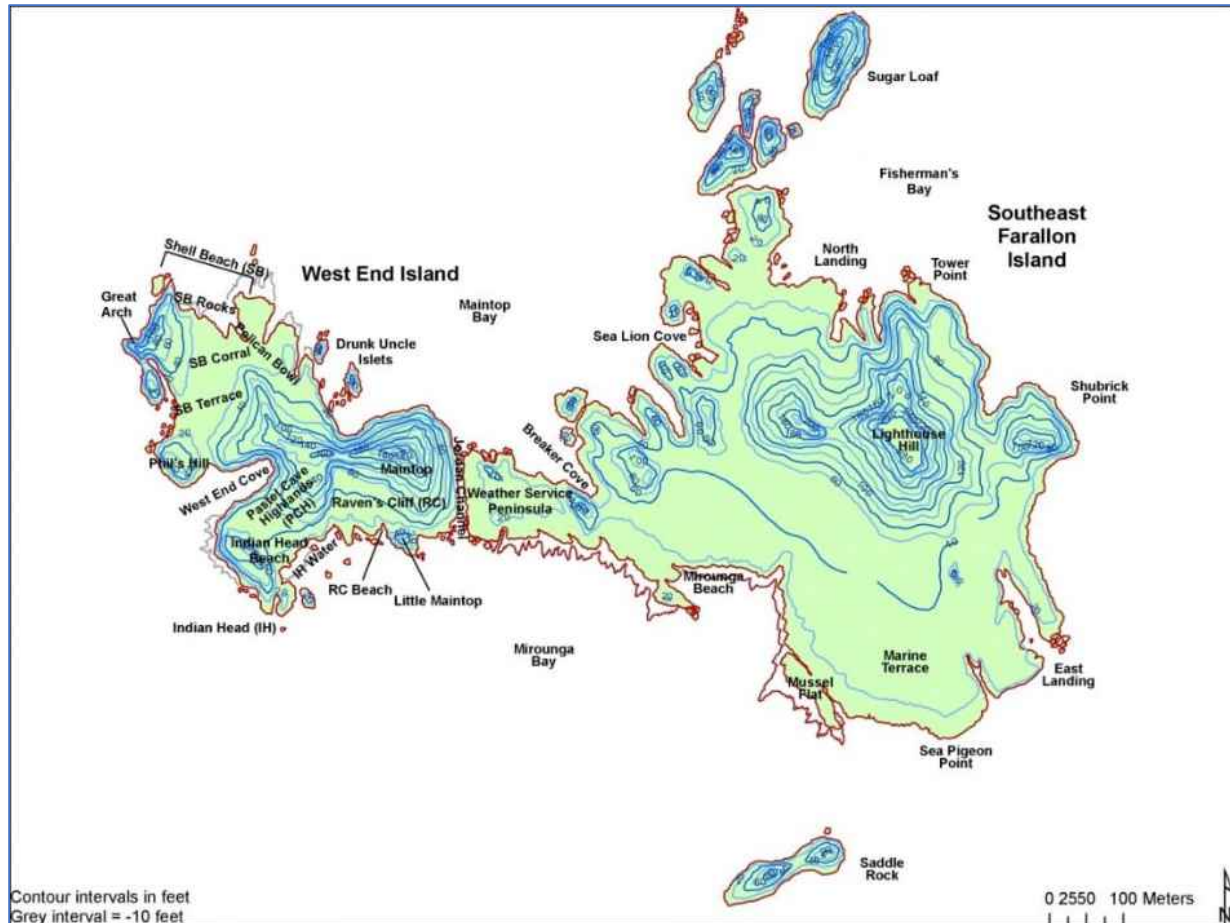 Sugar Loaf
Fisherman's
Bay
Southeast
Farallon
Island
North
Landing
Tower
Point
Shell Beach (SB)
West End Island
Great
Arch
SB Rocks
Maintop
Bay
Pelican Bowl
SB Corral
Drunk Uncle
Islets
Sea Lion Cove
Shubrick
Point
SB Terrace
Lighthouse
Hill
Phil's Hill
West End Cove
Maintop
Jordan Channel
Breaker Cove
Weather Service
Peninsula
Pastel Cave
Highlands
(PCH)
Raven's Cliff (RC)
Indian Head
Beach
IH Water
RC Beach
Little Maintop
Mirounga
Beach
Indian Head (IH)
Mirounga
Bay
Marine
Terrace
Mussel
Flat
East
Landing
Sea Pigeon
Point
Saddle
Rock
Contour intervals in feet
Grey interval = -10 feet
0 2550 100 Meters